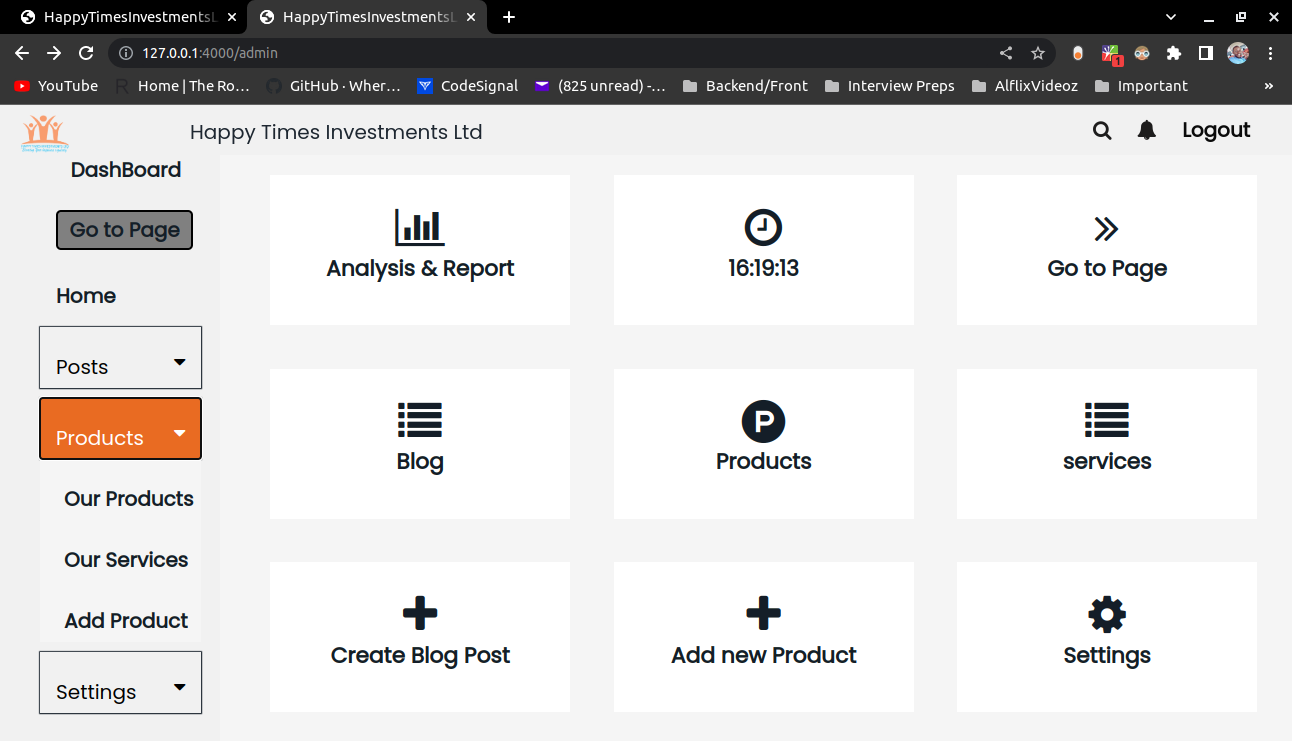 HappyTimesInvestmentsL
HappyTimesInvestmentsL
127.0.0.1:4000/admin
1
YouTube
Home | The Ro…
GitHub · Wher…
CodeSignal
(825 unread) -…
Backend/Front
Interview Preps
AlflixVideoz
Important
»
Happy Times Investments Ltd
Logout
DashBoard
Go to Page
Home
Posts
Products
Our Products
Our Services
Add Product
Settings
Analysis & Report
16:19:13
Go to Page
Blog
P
Products
services
Create Blog Post
Add new Product
Settings